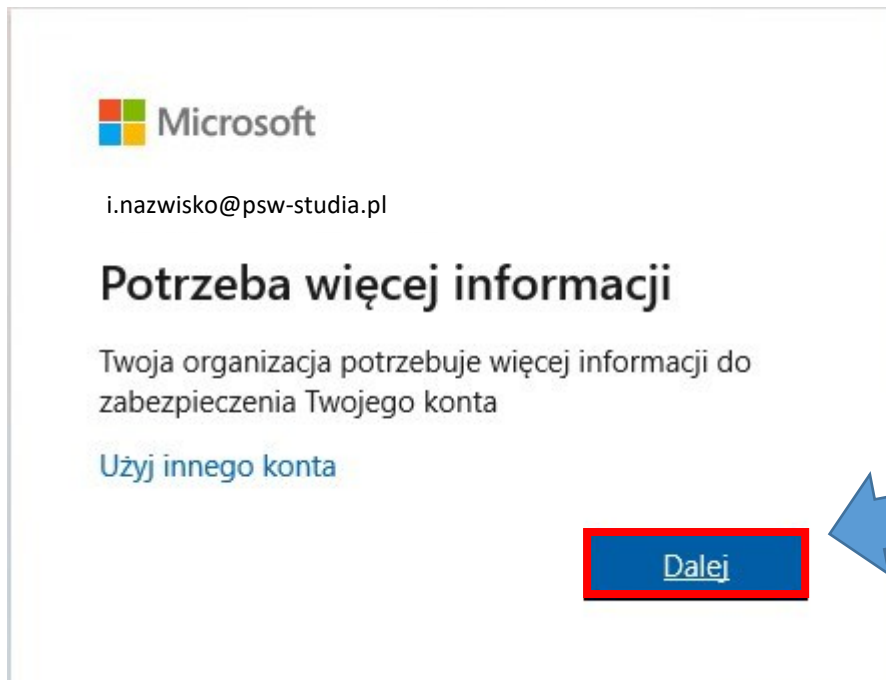 Microsoft
i.nazwisko@psw-studia.pl
Potrzeba więcej informacji
Twoja organizacja potrzebuje więcej informacji do
zabezpieczenia Twojego konta
Użyj innego konta
Dalej